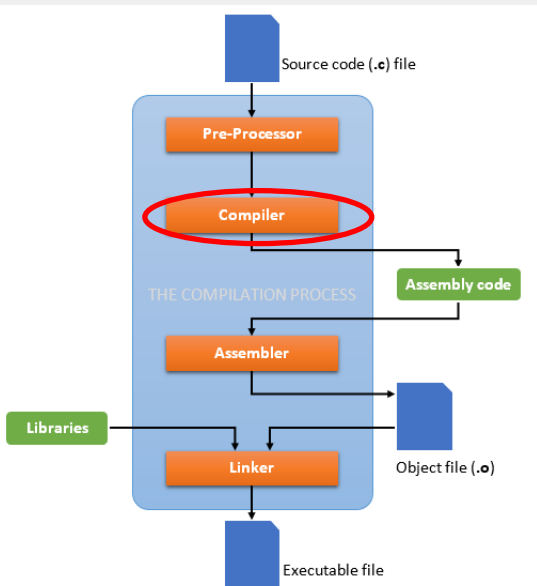 Source code (.c) file
Pre-Processor
Compiler
Assembly code
THE COMPILATION PROCESS
Assembler
Libraries
Object file (.o)
Linker
Executable file